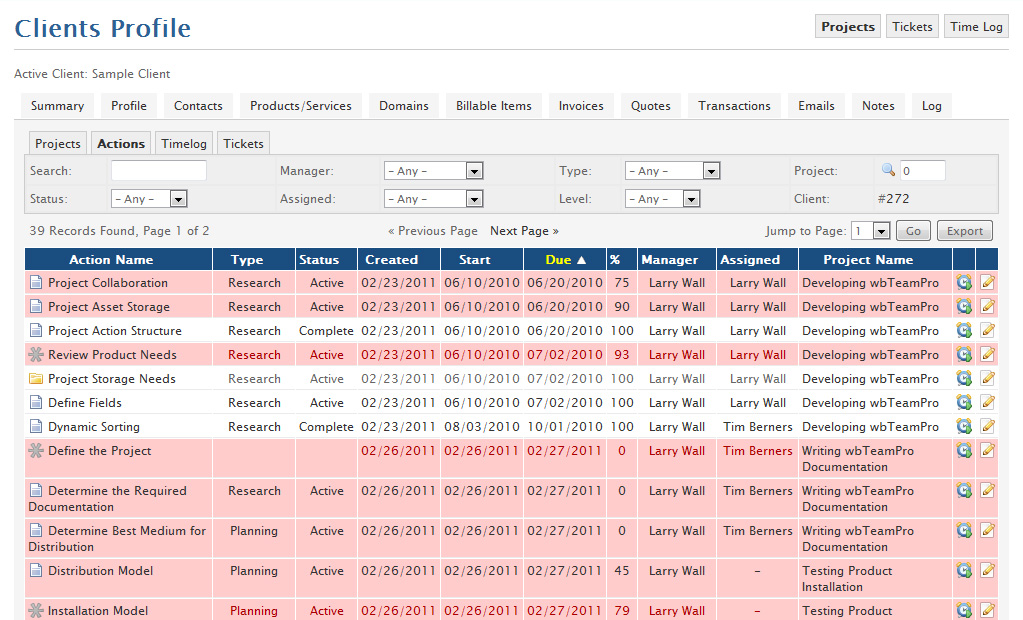 Clients Profile
Projects Tickets Time Log
Active Client: Sample Client
Summary Profile Contacts Products/Services Domains Billable Items Invoices Quotes Transactions Emails Notes Log
Projects Actions Timelog Tickets
Search: Manager: – Any – Type: – Any – Project: 0
Status: – Any – Assigned: – Any – Level: – Any – Client: #272
39 Records Found, Page 1 of 2 « Previous Page Next Page » Jump to Page: 1 Go Export
Action Name Type Status Created Start Due ▲ % Manager Assigned Project Name
Project Collaboration Research Active 02/23/2011 06/10/2010 06/20/2010 75 Larry Wall Larry Wall Developing wbTeamPro
Project Asset Storage Research Active 02/23/2011 06/10/2010 06/20/2010 90 Larry Wall Larry Wall Developing wbTeamPro
Project Action Structure Research Complete 02/23/2011 06/10/2010 06/20/2010 100 Larry Wall Larry Wall Developing wbTeamPro
Review Product Needs Research Active 02/23/2011 06/10/2010 07/02/2010 93 Larry Wall Larry Wall Developing wbTeamPro
Project Storage Needs Research Active 02/23/2011 06/10/2010 07/02/2010 100 Larry Wall Larry Wall Developing wbTeamPro
Define Fields Research Active 02/23/2011 06/10/2010 07/02/2010 100 Larry Wall Larry Wall Developing wbTeamPro
Dynamic Sorting Research Complete 02/23/2011 08/03/2010 10/01/2010 100 Larry Wall Tim Berners Developing wbTeamPro
Define the Project 02/26/2011 02/26/2011 02/27/2011 0 Larry Wall Tim Berners Writing wbTeamPro
Documentation
Determine the Required Research Active 02/26/2011 02/26/2011 02/27/2011 0 Larry Wall Tim Berners Writing wbTeamPro
Documentation Documentation
Determine Best Medium for Planning Active 02/26/2011 02/26/2011 02/27/2011 0 Larry Wall Tim Berners Writing wbTeamPro
Distribution Documentation
Distribution Model Planning Active 02/26/2011 02/26/2011 02/27/2011 45 Larry Wall – Testing Product
Installation
Installation Model Planning Active 02/26/2011 02/26/2011 02/27/2011 79 Larry Wall – Testing Product